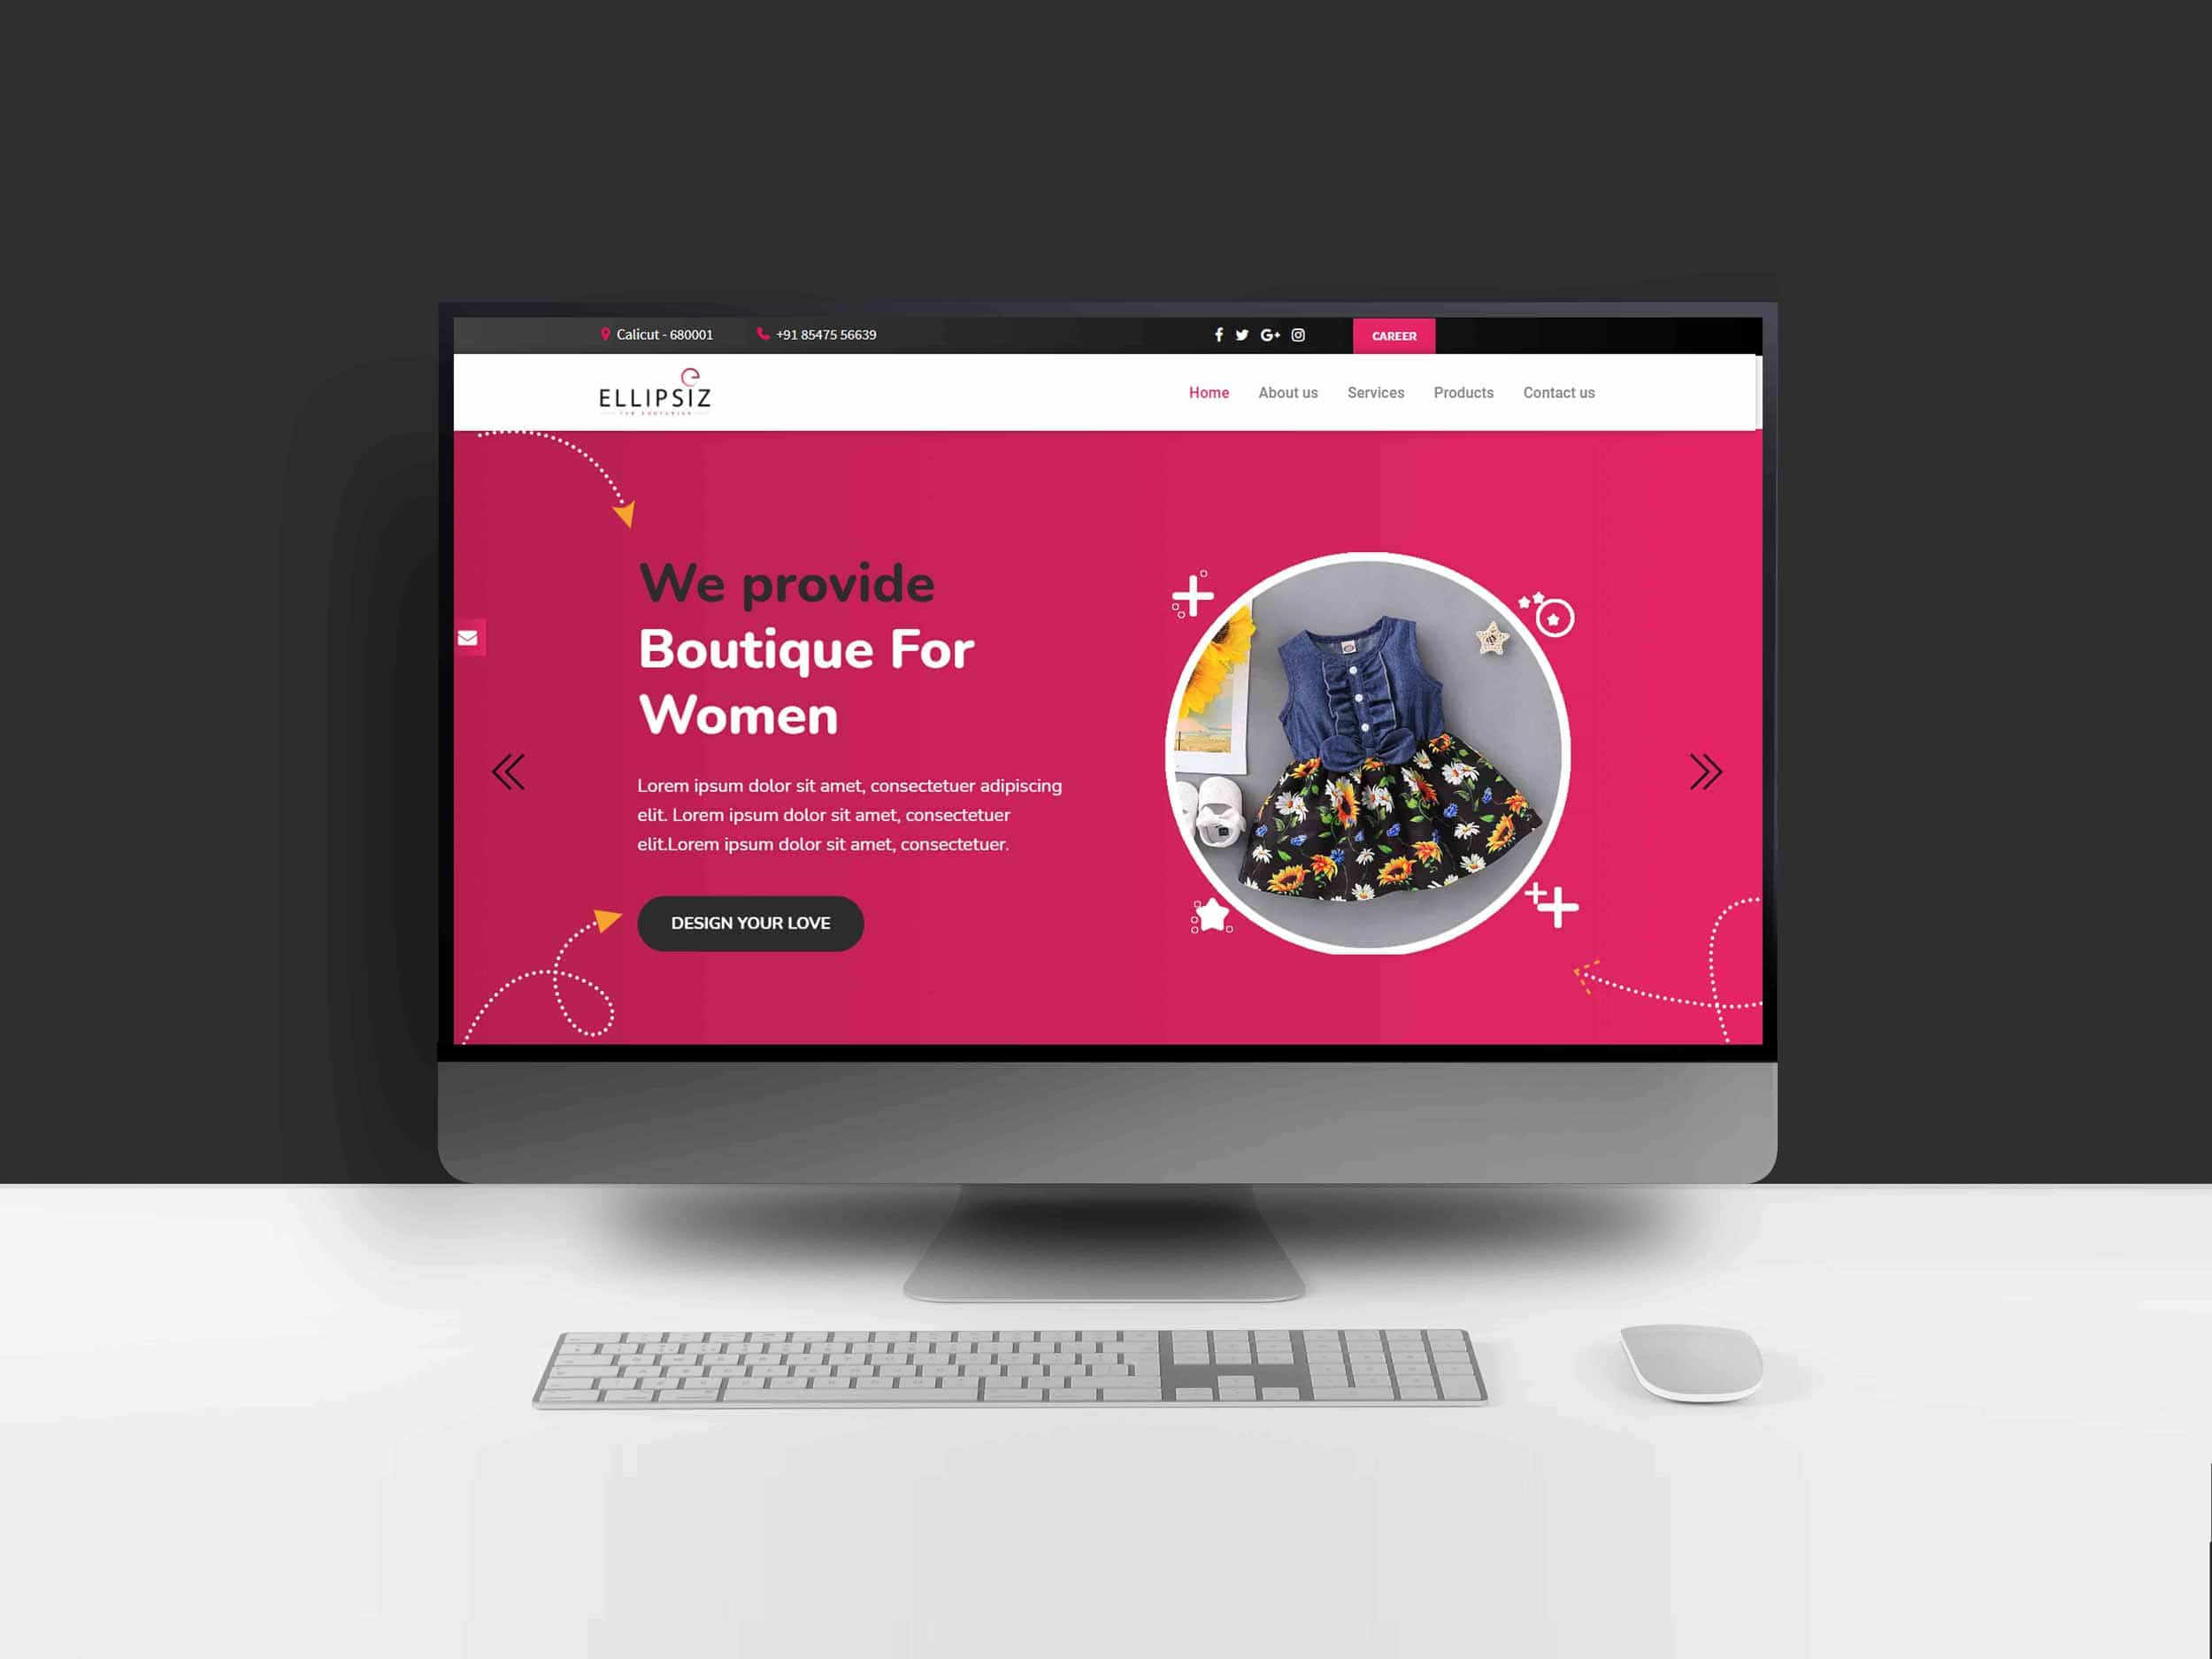 Calicut - 680001
+91 85475 56639
CAREER
ELLIPSIZ
Home
About us
Services
Products
Contact us
We provide
Boutique For
Women
Lorem ipsum dolor sit amet, consectetuer adipiscing
elit. Lorem ipsum dolor sit amet, consectetuer
elit.Lorem ipsum dolor sit amet, consectetuer.
DESIGN YOUR LOVE